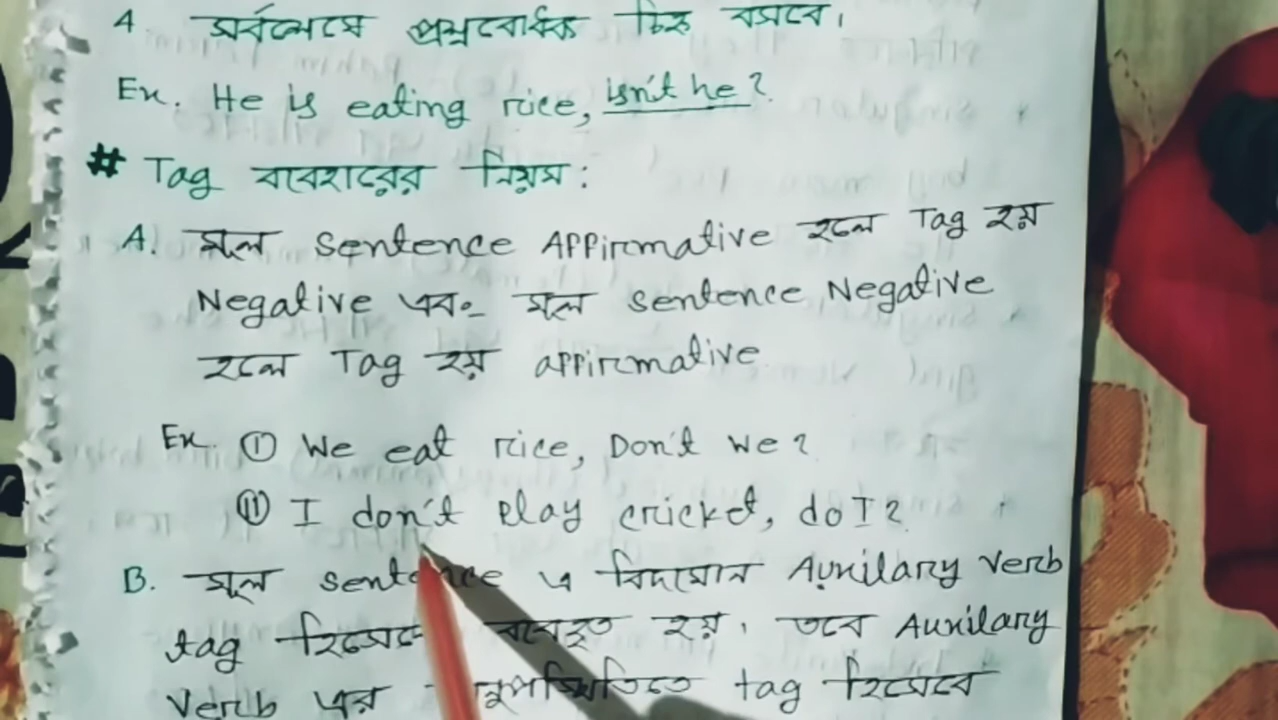 4. সর্বশেষে প্রশ্নবোধক চিহ্ন বসবে।
Ex. He is eating rice, isn't he?
# Tag ব্যবহারের নিয়ম:
A. মূল sentence Affirmative হলে Tag হয়
Negative এবং মূল sentence Negative
হলে Tag হয় affirmative
Ex. (i) We eat rice, Don't we?
(ii) I don't play cricket, do I?
B. মূল sentence এ বিদ্যমান Auxilary verb
tag হিসেবে ব্যবহৃত হয়। তবে Auxilary
Verb এর অনুপস্থিতিতে tag হিসেবে